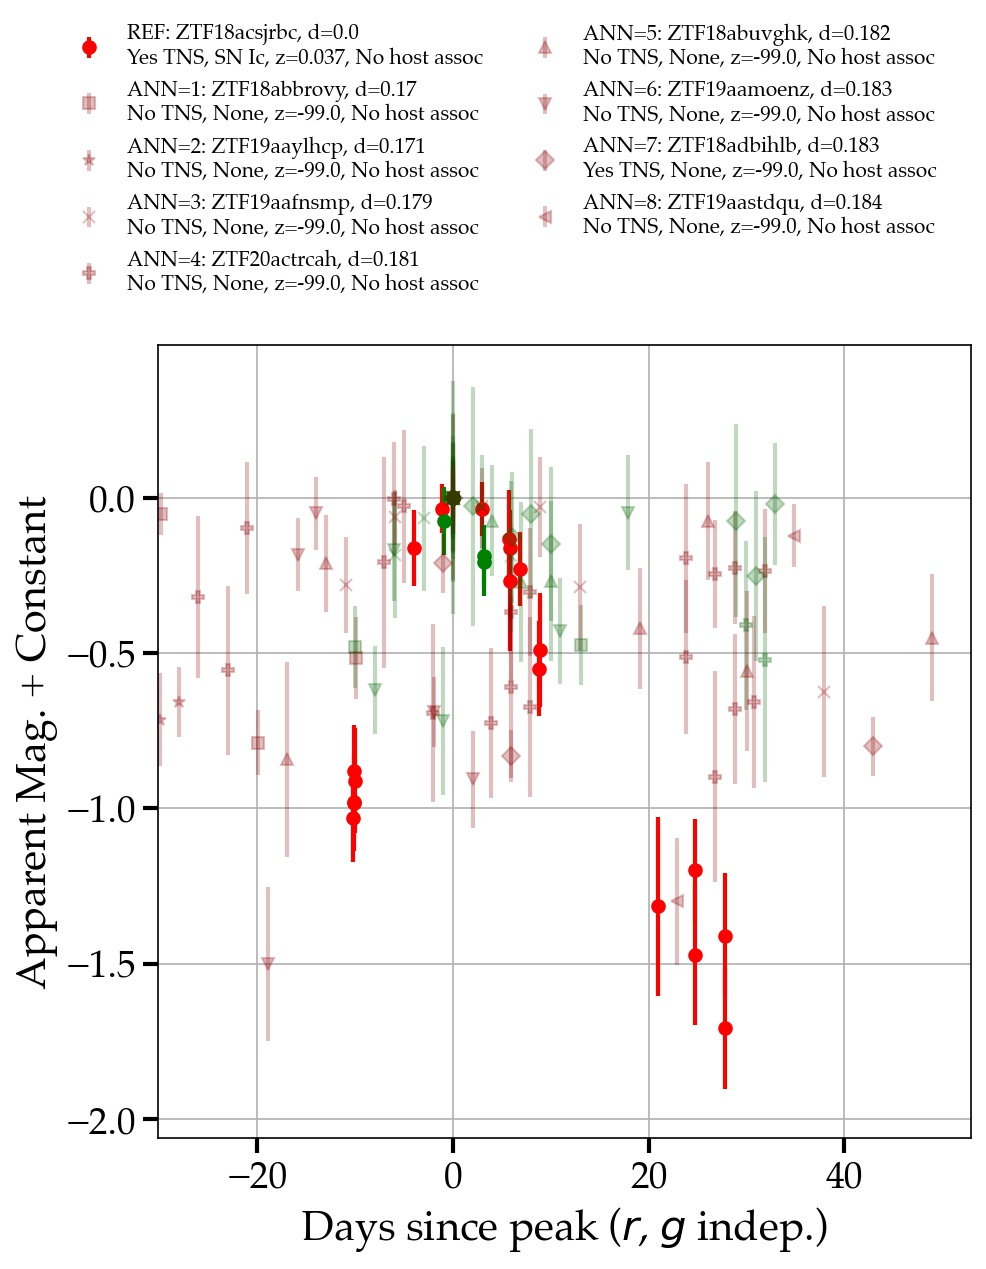 REF: ZTF18acsjrbc, d=0.0
Yes TNS, SN Ic, z=0.037, No host assoc
ANN=1: ZTF18abbrovy, d=0.17
No TNS, None, z=-99.0, No host assoc
ANN=2: ZTF19aaylhcp, d=0.171
No TNS, None, z=-99.0, No host assoc
ANN=3: ZTF19aafnsmp, d=0.179
No TNS, None, z=-99.0, No host assoc
ANN=4: ZTF20actrcah, d=0.181
No TNS, None, z=-99.0, No host assoc
ANN=5: ZTF18abuvghk, d=0.182
No TNS, None, z=-99.0, No host assoc
ANN=6: ZTF19aamoenz, d=0.183
No TNS, None, z=-99.0, No host assoc
ANN=7: ZTF18adbihlb, d=0.183
Yes TNS, None, z=-99.0, No host assoc
ANN=8: ZTF19aastdqu, d=0.184
No TNS, None, z=-99.0, No host assoc
Apparent Mag. + Constant
0.0
−0.5
−1.0
−1.5
−2.0
−20 0 20 40
Days since peak (r, g indep.)